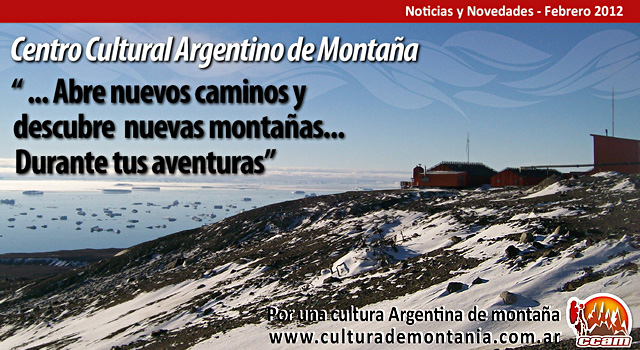 Noticias y Novedades - Febrero 2012
Centro Cultural Argentino de Montaña
“ ... Abre nuevos caminos y
descubre nuevas montañas...
Durante tus aventuras”
Por una cultura Argentina de montaña
www.culturademontania.com.ar
ccam